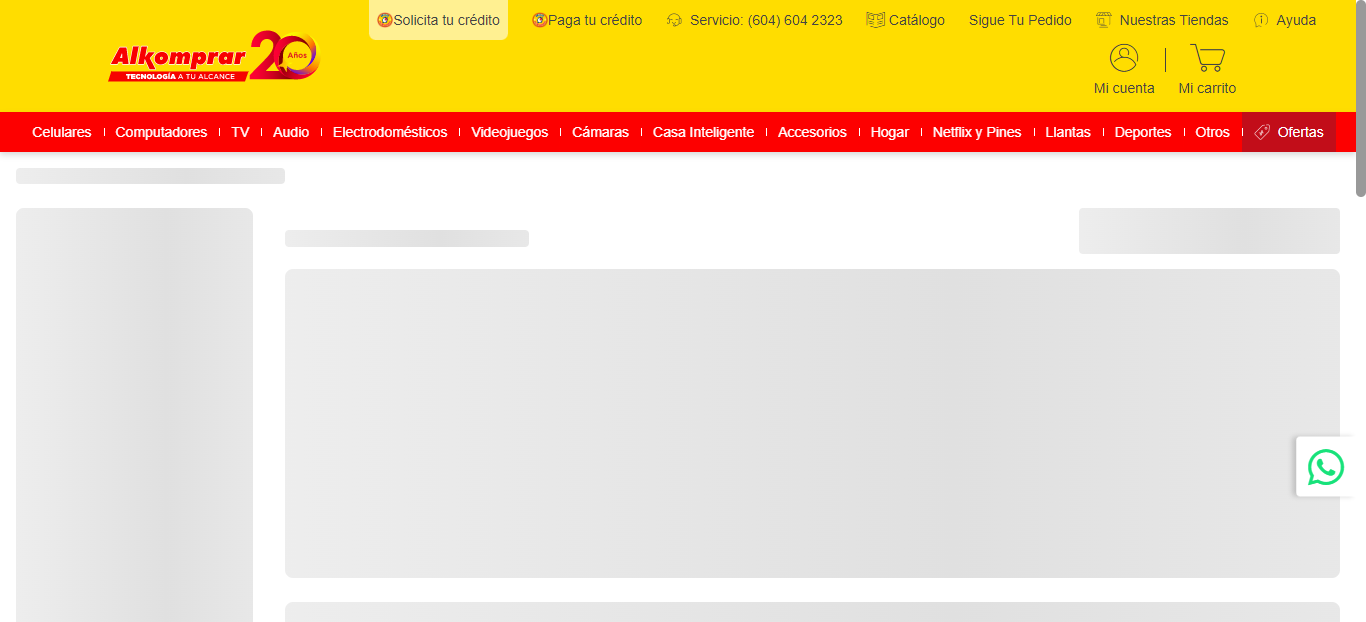 Solicita tu crédito
Paga tu crédito
Servicio: (604) 604 2323
Catálogo
Sigue Tu Pedido
Nuestras Tiendas
Ayuda
Alkomprar 20 Años
TECNOLOGÍA A TU ALCANCE
Mi cuenta
Mi carrito
Celulares
Computadores
TV
Audio
Electrodomésticos
Videojuegos
Cámaras
Casa Inteligente
Accesorios
Hogar
Netflix y Pines
Llantas
Deportes
Otros
Ofertas